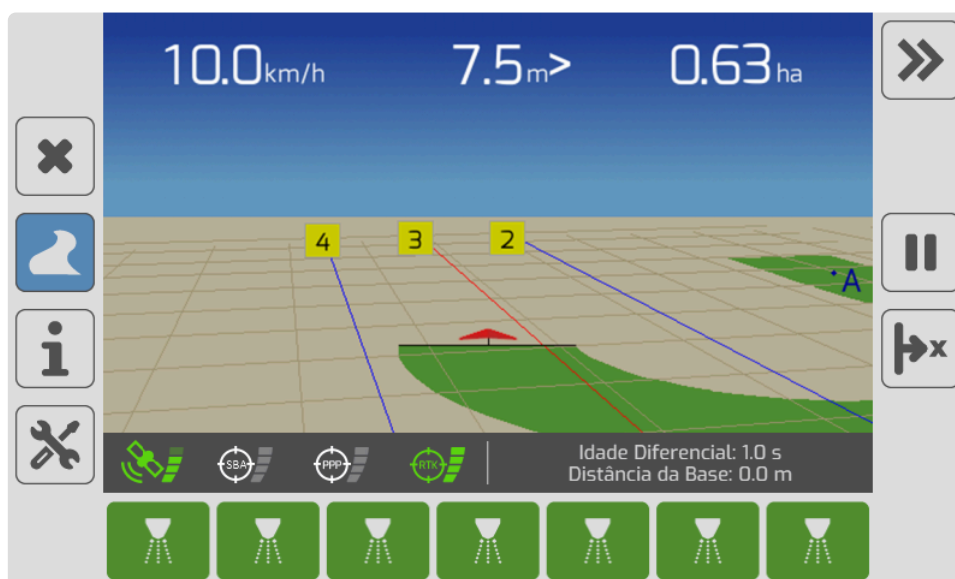 10.0km/h 7.5m> 0.63ha
4 3 2
A
x
i
SBA PPP RTK
Idade Diferencial: 1.0 s
Distância da Base: 0.0 m